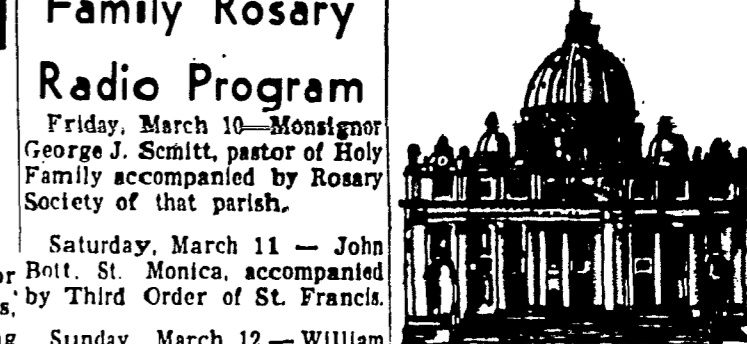 Family Rosary
Radio Program
Friday, March 10—Monsignor
George J. Scmitt, pastor of Holy
Family accompanied by Rosary
Society of that parish.
Saturday, March 11 — John
Bott, St. Monica, accompanied
by Third Order of St. Francis.
Sunday, March 12 — William